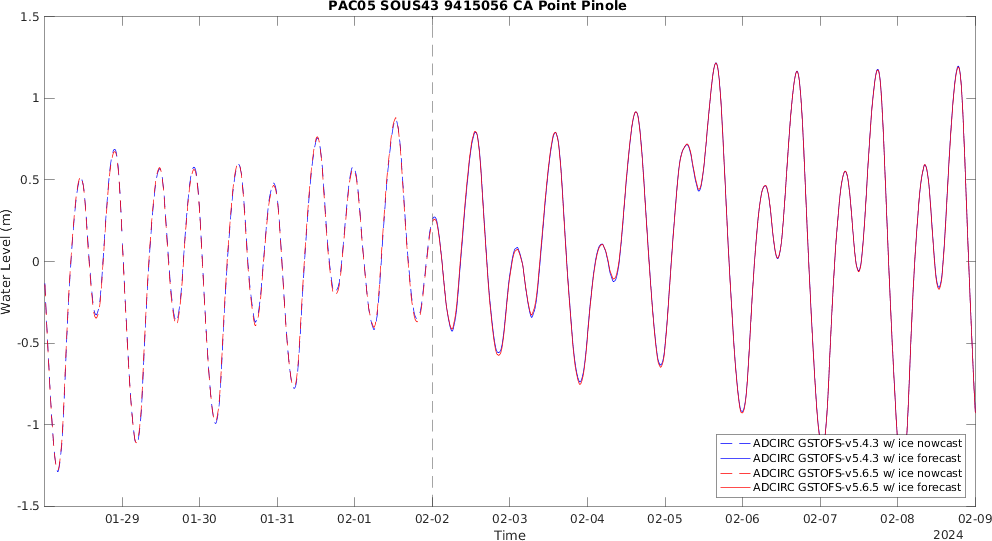 PAC05 SOUS43 9415056 CA Point Pinole
Water Level (m)
1.5
1
0.5
0
-0.5
-1
-1.5
01-29
01-30
01-31
02-01
02-02
02-03
02-04
02-05
02-06
02-07
02-08
02-09
Time
2024
ADCIRC GSTOFS-v5.4.3 w/ ice nowcast
ADCIRC GSTOFS-v5.4.3 w/ ice forecast
ADCIRC GSTOFS-v5.6.5 w/ ice nowcast
ADCIRC GSTOFS-v5.6.5 w/ ice forecast